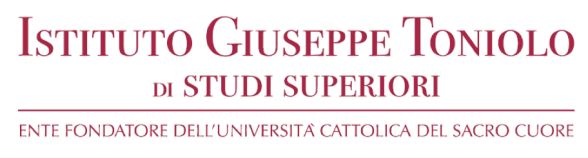 ISTITUTO GIUSEPPE TONIOLO
DI STUDI SUPERIORI
ENTE FONDATORE DELL'UNIVERSITÀ CATTOLICA DEL SACRO CUORE